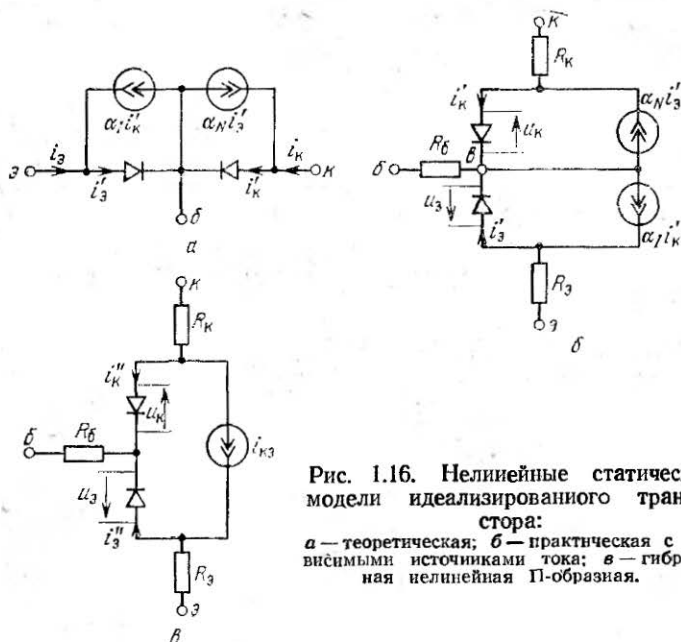 α_I i'_к
α_N i'_э
i_э
i_к
э
i'_э
i'_к
к
б
а
к
R_к
i'_к
u_к
α_N i'_э
R_б
б
в
u_э
i'_э
α_I i'_к
R_э
э
б
к
R_к
i''_к
u_к
R_б
б
i_кэ
u_э
i''_э
R_э
э
в
Рис. 1.16. Нелинейные статичес
модели идеализированного тран
стора:
а — теоретическая; б — практическая с
висимыми источниками тока; в — гибр
ная нелинейная П-образная.